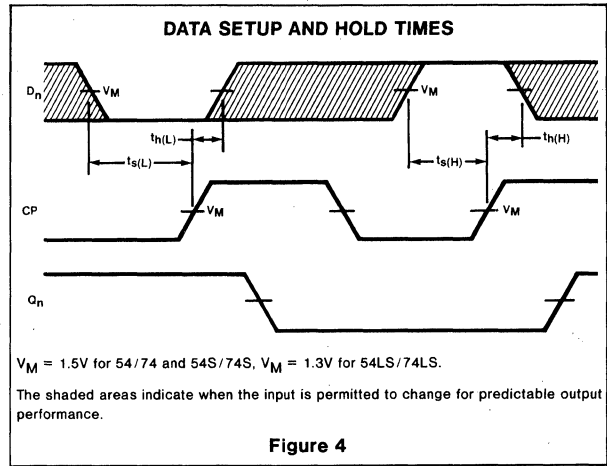 DATA SETUP AND HOLD TIMES
Dn
VM
VM
th(L)
th(H)
ts(L)
ts(H)
CP
VM
VM
Qn
VM = 1.5V for 54/74 and 54S/74S, VM = 1.3V for 54LS/74LS.
The shaded areas indicate when the input is permitted to change for predictable output
performance.
Figure 4